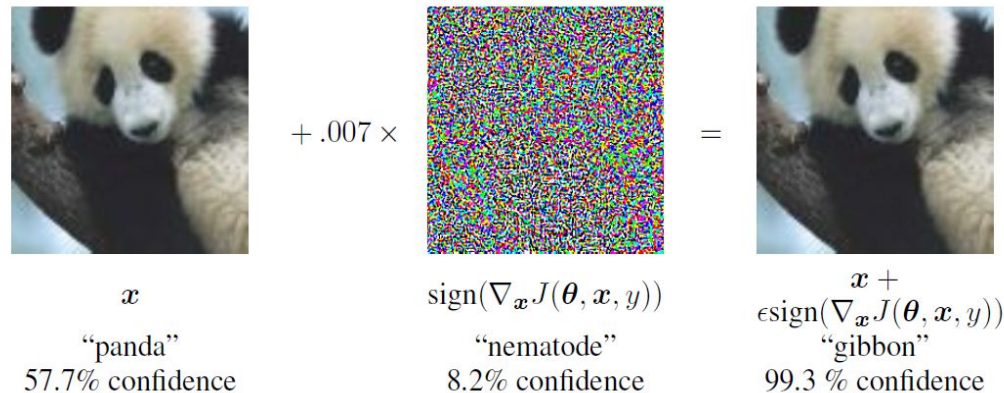 + .007 ×
=
x
sign(∇ₓJ(θ, x, y))
x +
ϵsign(∇ₓJ(θ, x, y))
“panda”
“nematode”
“gibbon”
57.7% confidence
8.2% confidence
99.3 % confidence